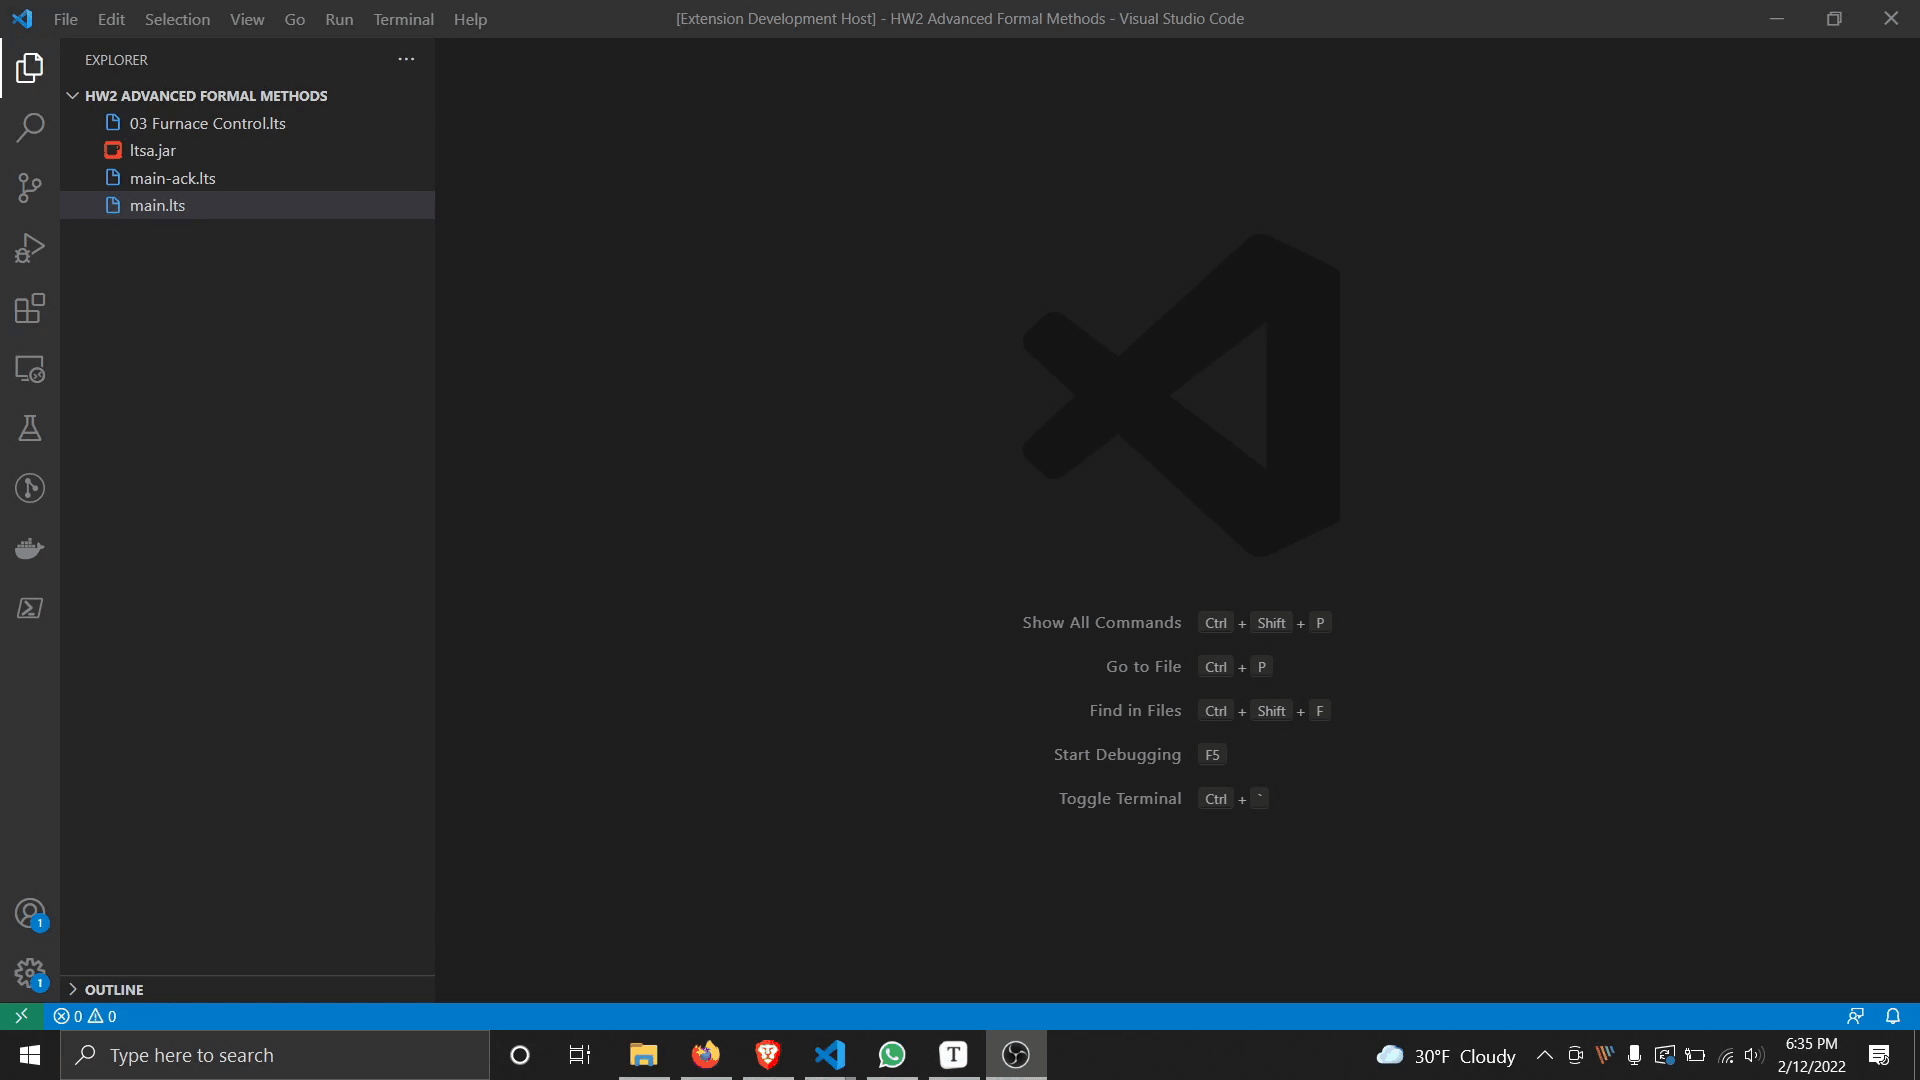 File Edit Selection View Go Run Terminal Help
[Extension Development Host] - HW2 Advanced Formal Methods - Visual Studio Code
EXPLORER
HW2 ADVANCED FORMAL METHODS
03 Furnace Control.lts
ltsa.jar
main-ack.lts
main.lts
Show All Commands Ctrl + Shift + P
Go to File Ctrl + P
Find in Files Ctrl + Shift + F
Start Debugging F5
Toggle Terminal Ctrl + `
1
1
OUTLINE
0 0
Type here to search
T
30°F Cloudy
6:35 PM
2/12/2022